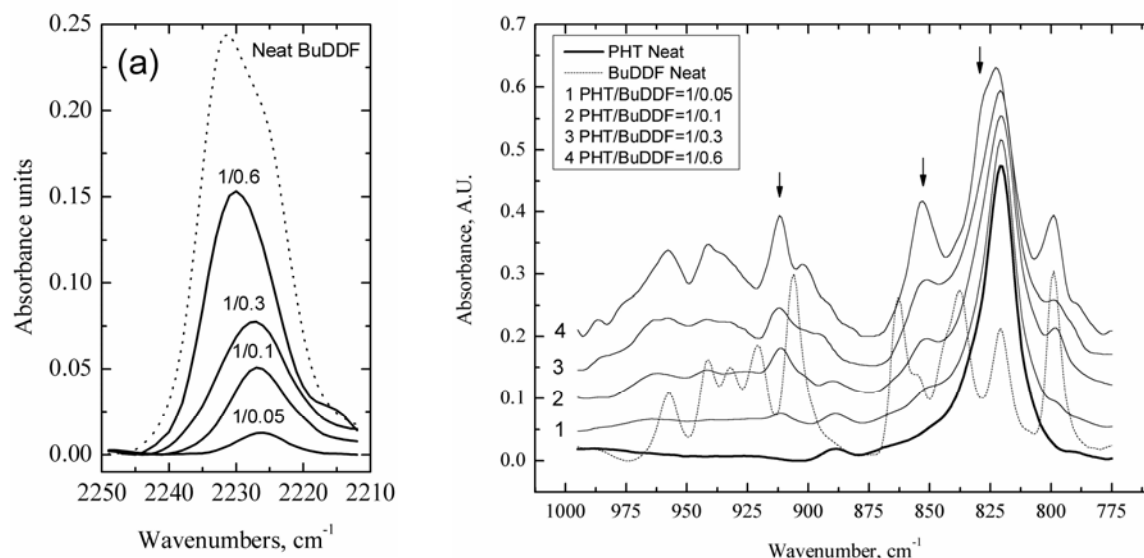 (a)
Neat BuDDF
0.25
0.20
0.15
0.10
0.05
0.00
Absorbance units
1/0.6
1/0.3
1/0.1
1/0.05
2250 2240 2230 2220 2210
Wavenumbers, cm-1
0.7
0.6
0.5
0.4
0.3
0.2
0.1
0.0
Absorbance, A.U.
PHT Neat
BuDDF Neat
1 PHT/BuDDF=1/0.05
2 PHT/BuDDF=1/0.1
3 PHT/BuDDF=1/0.3
4 PHT/BuDDF=1/0.6
4
3
2
1
1000 975 950 925 900 875 850 825 800 775
Wavenumber, cm-1